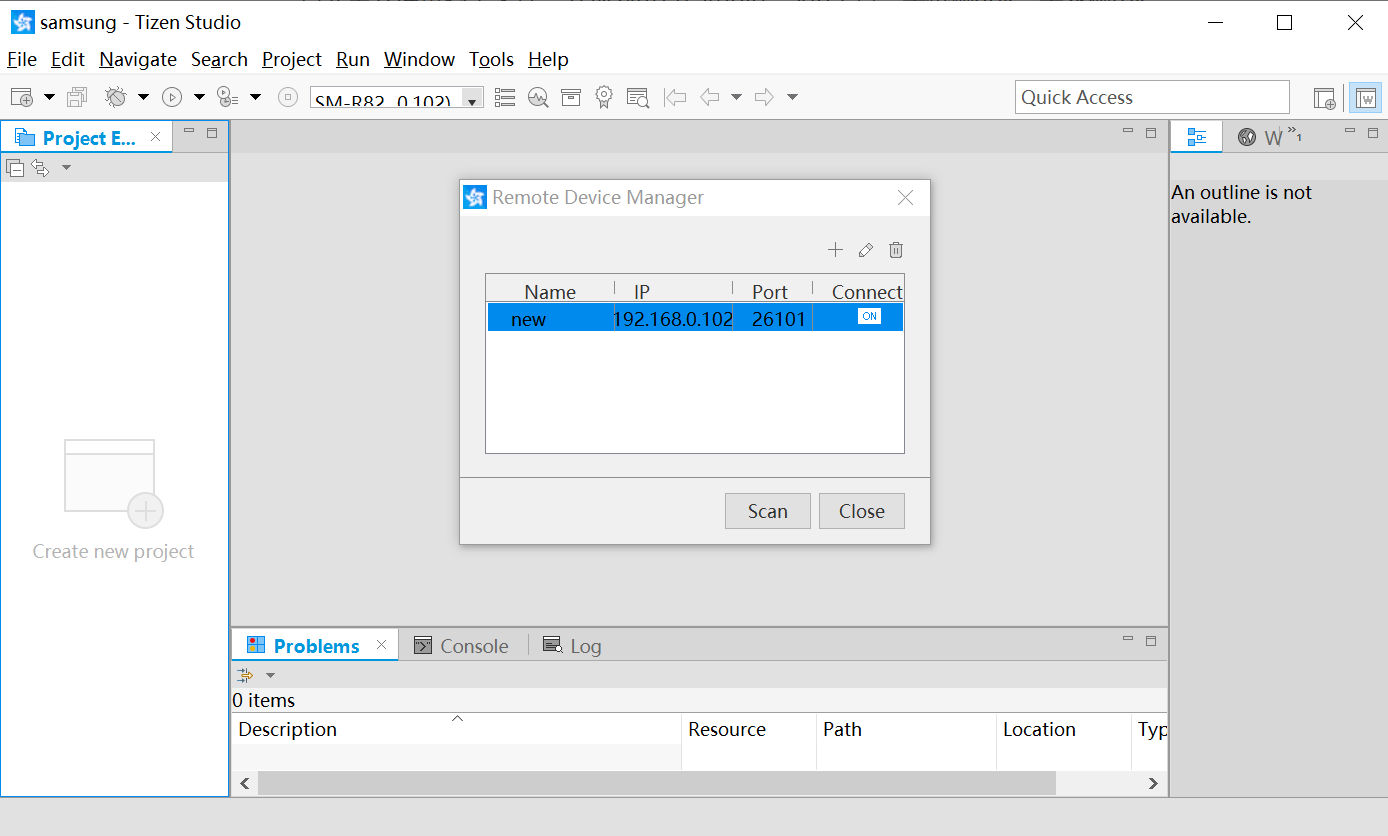 samsung - Tizen Studio
File Edit Navigate Search Project Run Window Tools Help
SM-R82 0.102)
Quick Access
Project E...
W
1
An outline is not
available.
Remote Device Manager
Name IP Port Connect
new 192.168.0.102 26101 ON
Scan Close
Create new project
Problems Console Log
0 items
Description Resource Path Location Typ